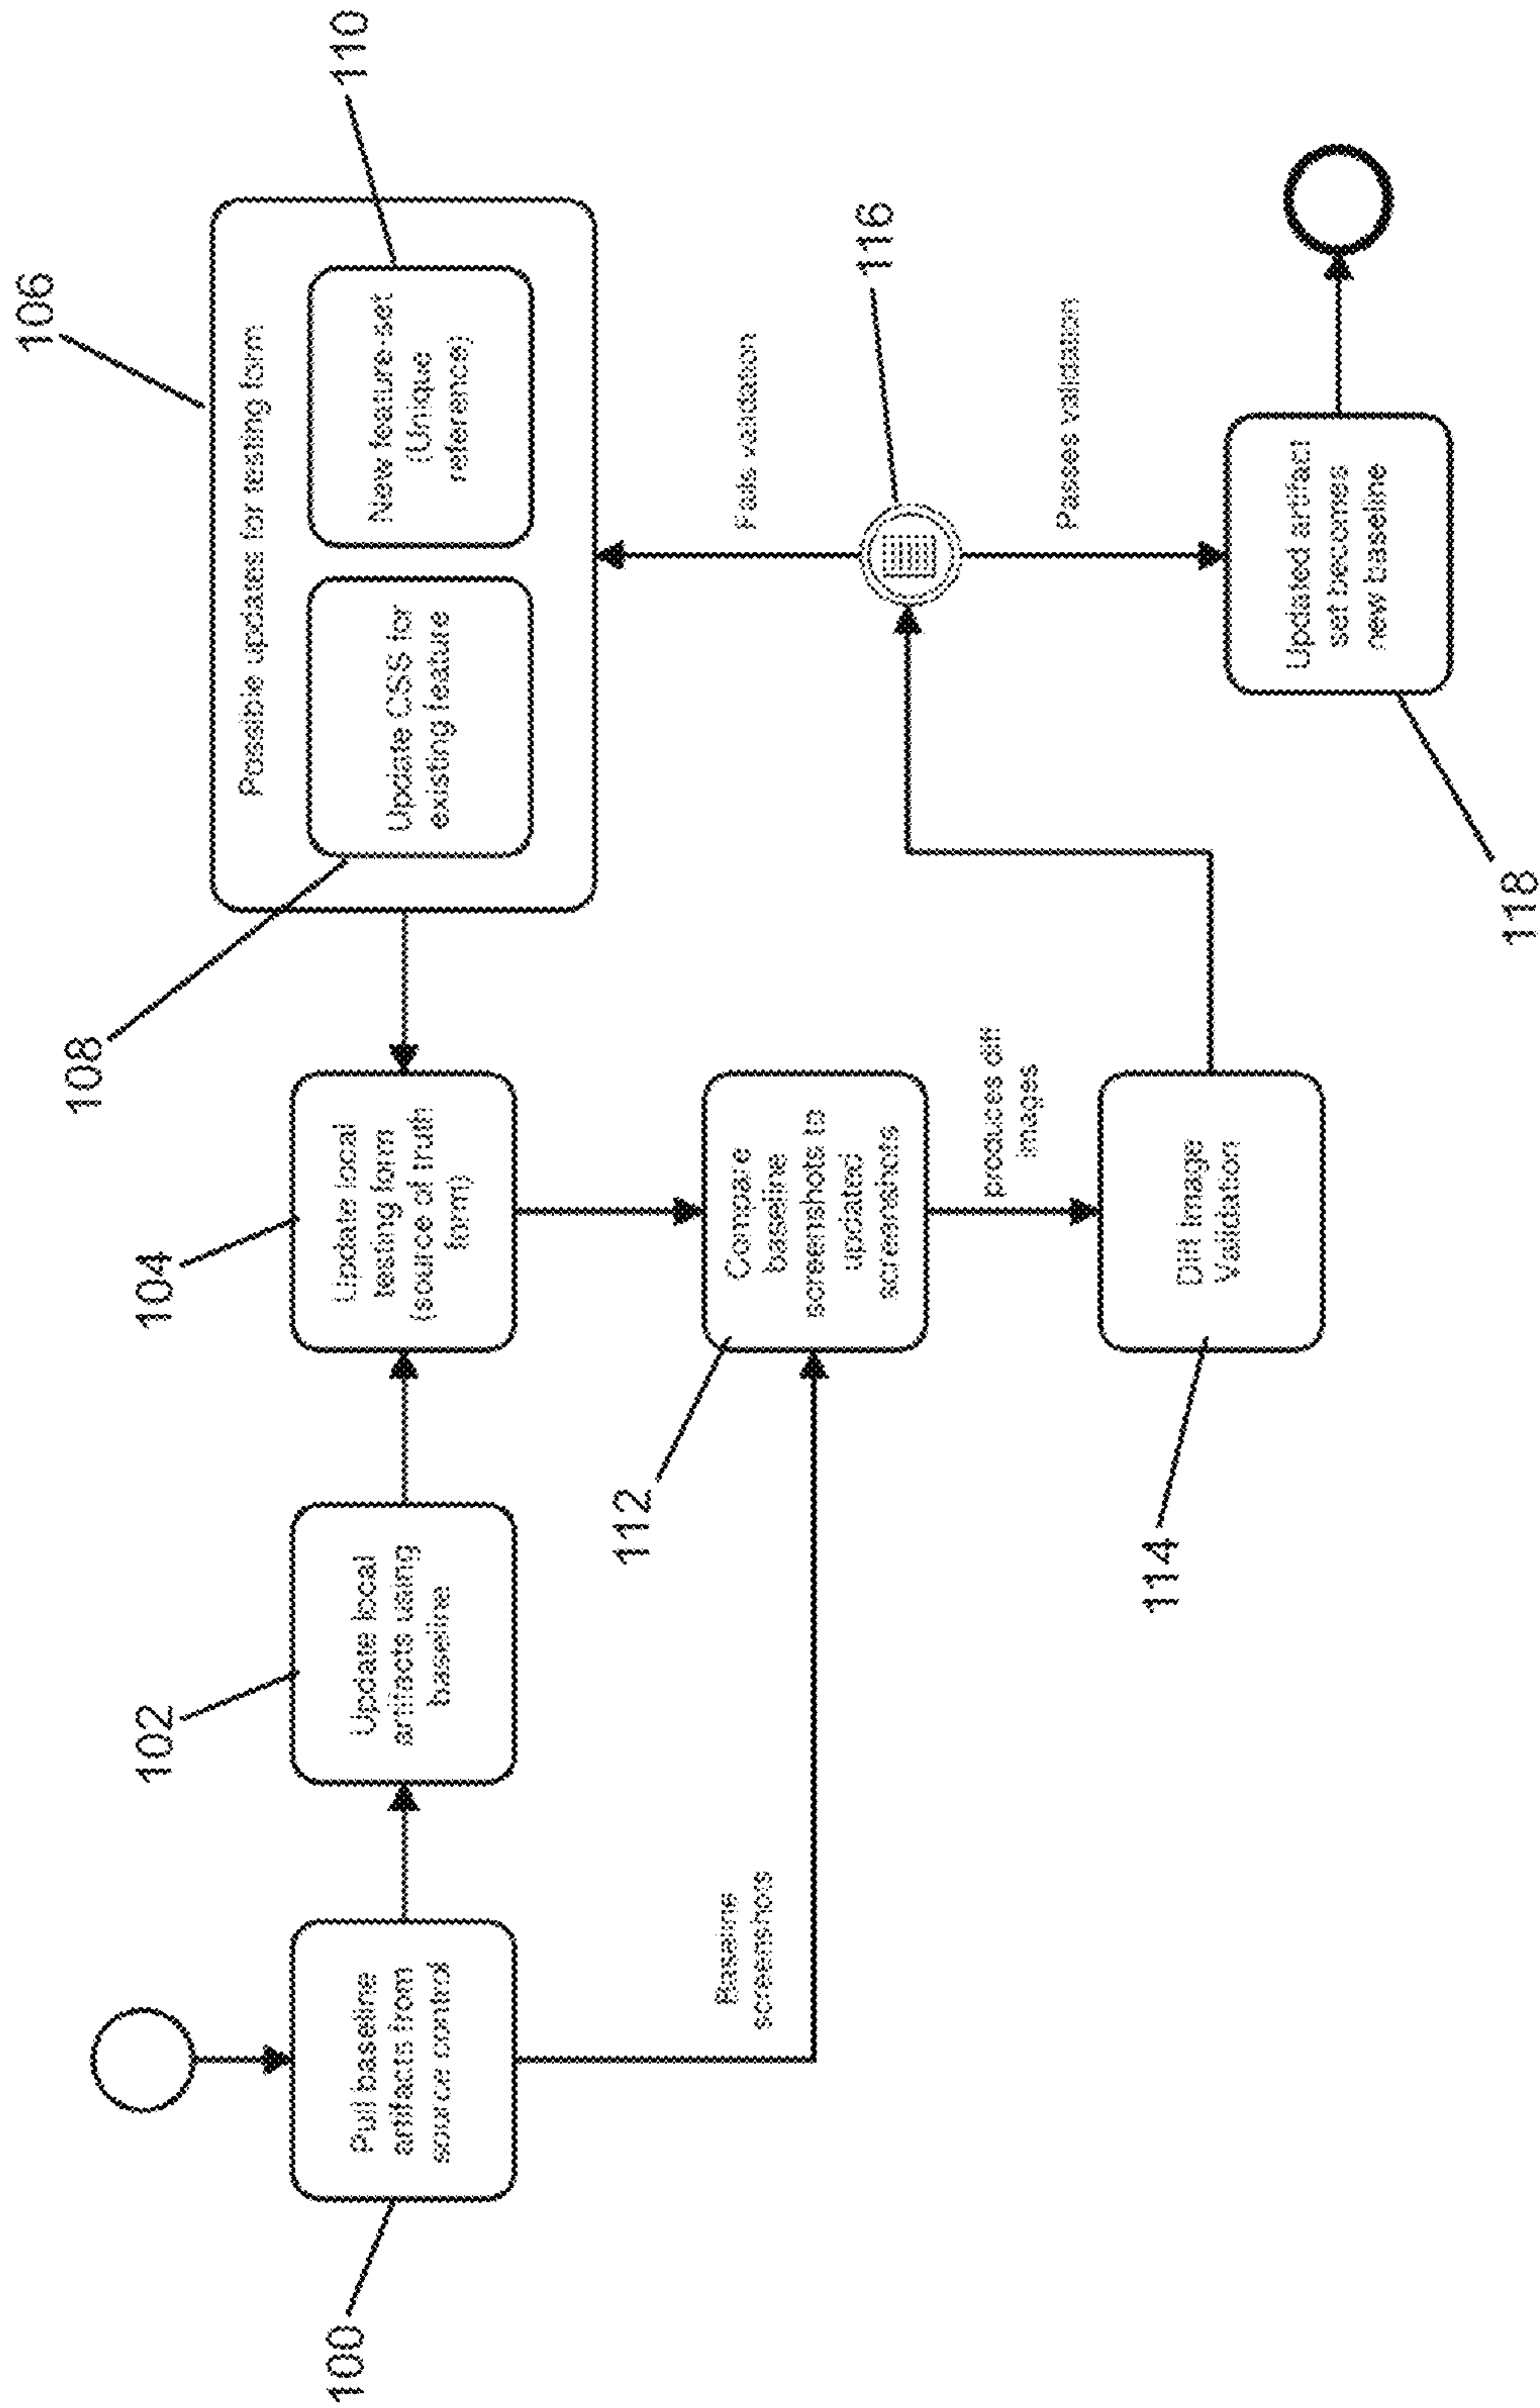 106
110
Possible updates for testing form
108
Update CSS for
existing feature
New feature-set
(Unique
reference)
100
Pull baseline
artifacts from
source control
102
Update local
artifacts using
baseline
104
Update local
testing form
(source of truth
form)
Baseline
screenshots
112
Compare
baseline
screenshots to
updated
screenshots
produces diff
images
114
Diff Image
Validation
116
Fails validation
Passes validation
118
Updated artifact
set becomes
new baseline